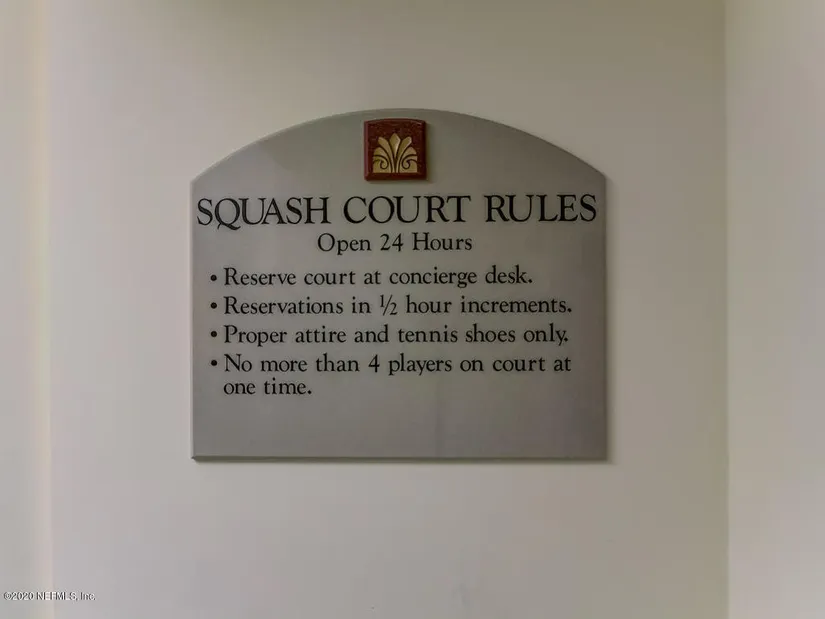 SQUASH COURT RULES
Open 24 Hours
• Reserve court at concierge desk.
• Reservations in ½ hour increments.
• Proper attire and tennis shoes only.
• No more than 4 players on court at
one time.
©2020 NEFMLS, Inc.